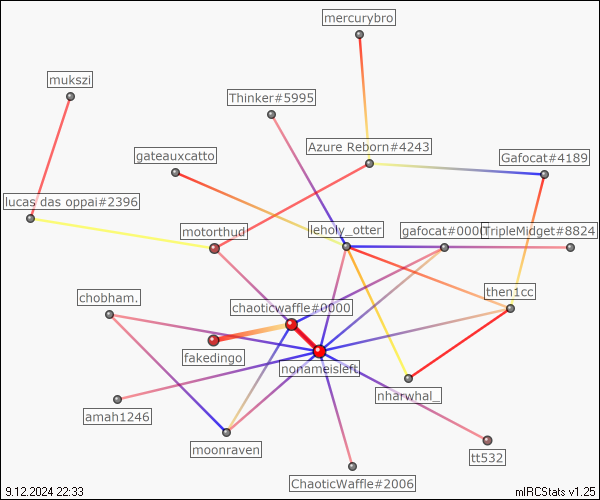 mercurybro
mukszi
Thinker#5995
Azure Reborn#4243
gateauxcatto
Gafocat#4189
lucas das oppai#2396
motorthud
leholy_otter
gafocat#0000
TripleMidget#8824
chobham.
chaoticwaffle#0000
then1cc
fakedingo
nonameisleft
nharwhal_
amah1246
moonraven
tt532
ChaoticWaffle#2006
9.12.2024 22:33
mIRCStats v1.25